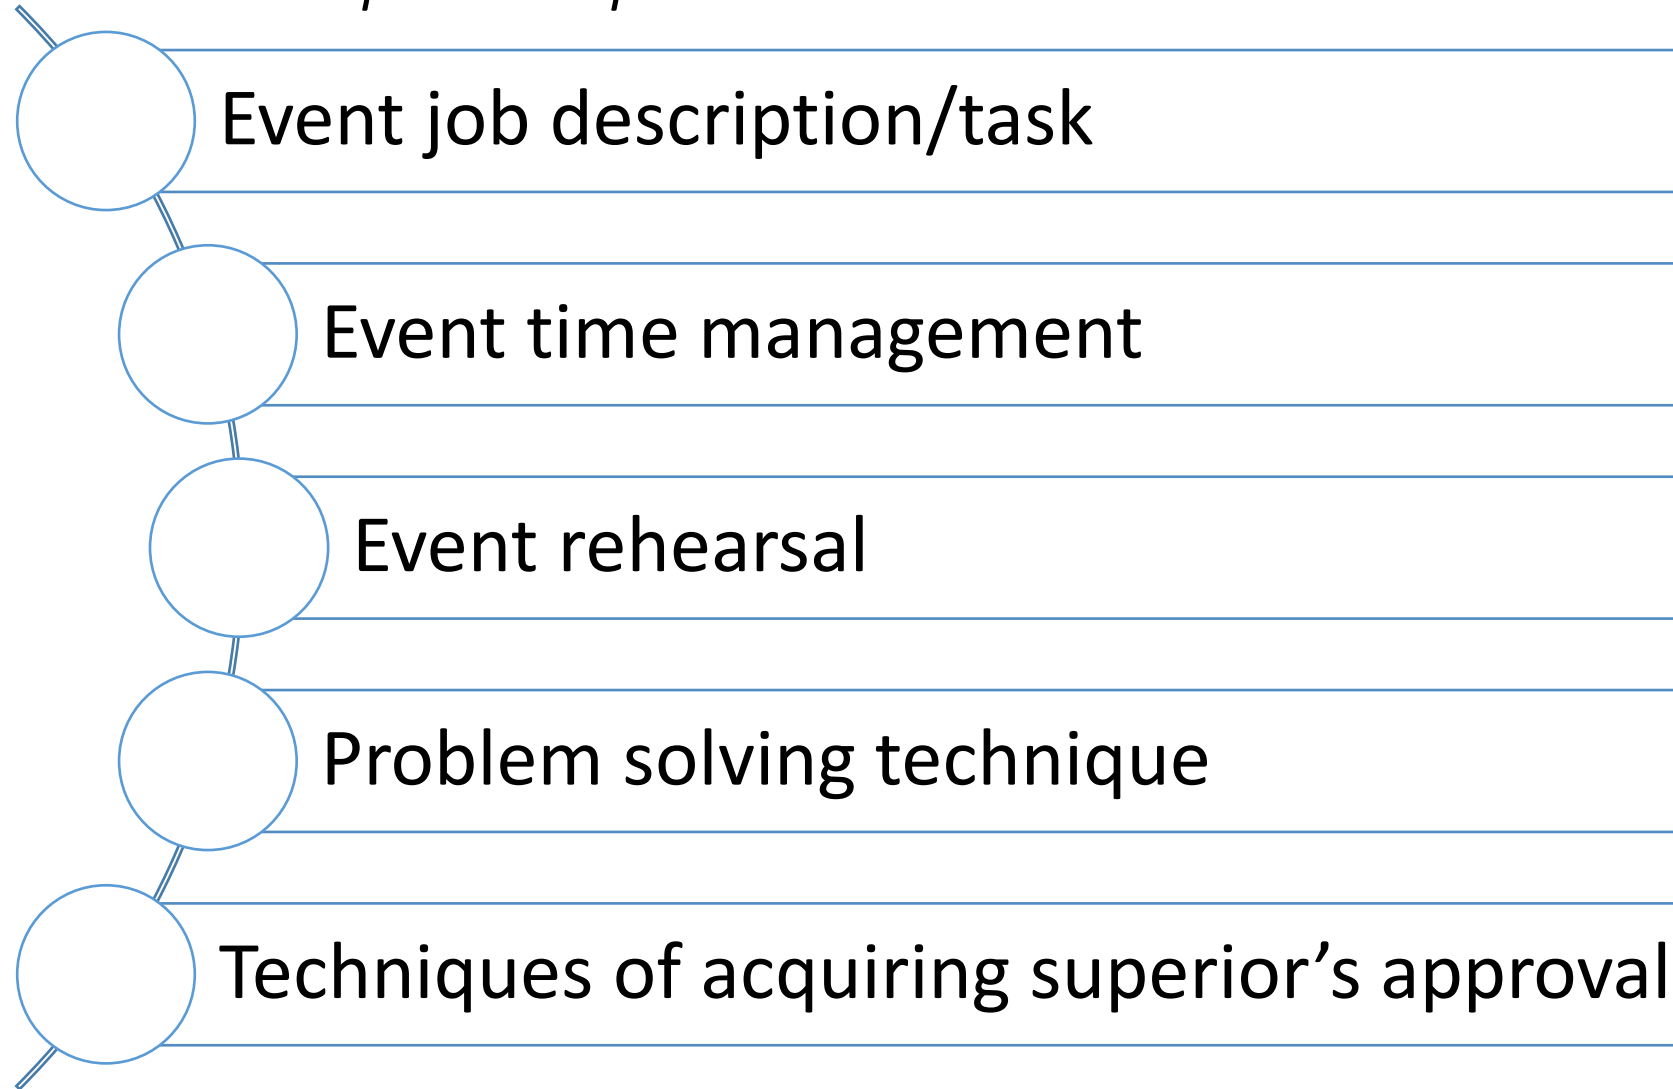 Event job description/task
Event time management
Event rehearsal
Problem solving technique
Techniques of acquiring superior’s approval